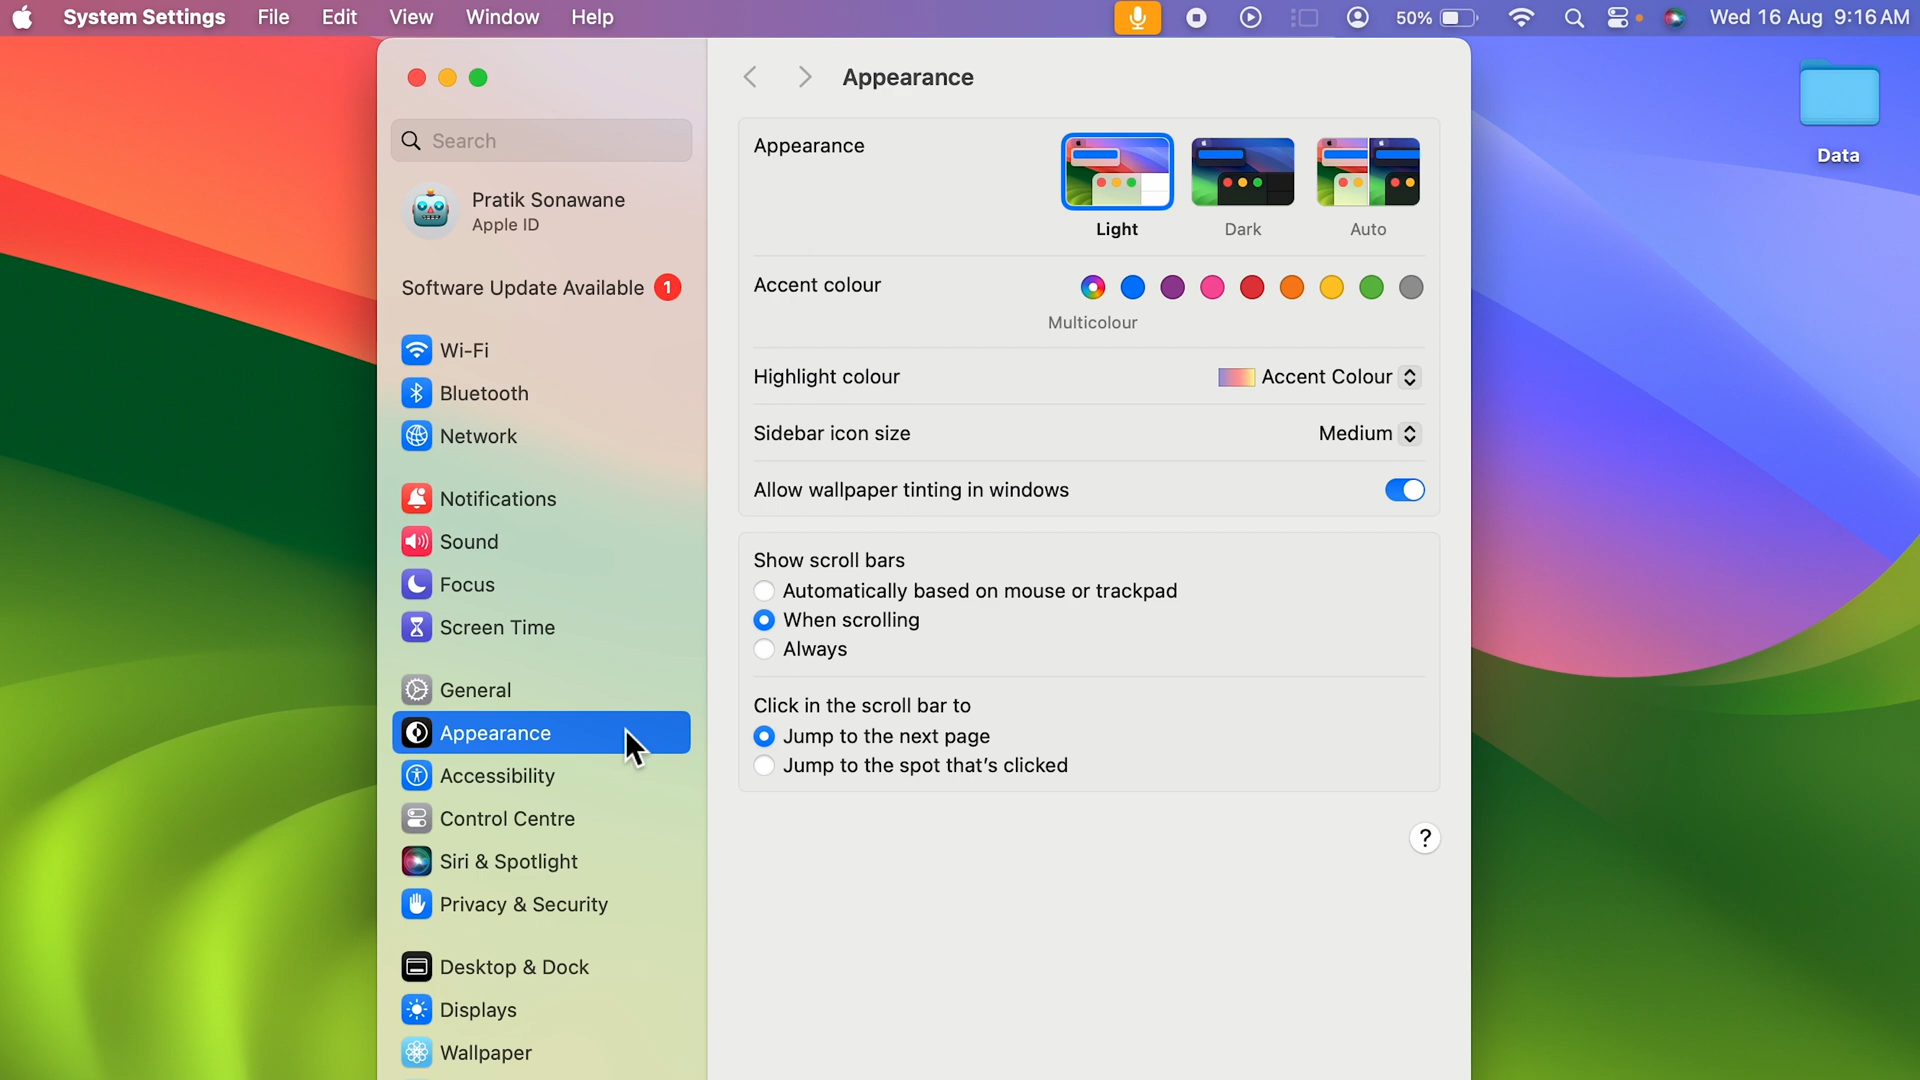 System Settings File Edit View Window Help 50% Wed 16 Aug 9:16 AM
Data
Search
Pratik Sonawane
Apple ID
Software Update Available 1
Wi-Fi
Bluetooth
Network
Notifications
Sound
Focus
Screen Time
General
Appearance
Accessibility
Control Centre
Siri & Spotlight
Privacy & Security
Desktop & Dock
Displays
Wallpaper
Appearance
Appearance
Light Dark Auto
Accent colour
Multicolour
Highlight colour Accent Colour
Sidebar icon size Medium
Allow wallpaper tinting in windows
Show scroll bars
Automatically based on mouse or trackpad
When scrolling
Always
Click in the scroll bar to
Jump to the next page
Jump to the spot that's clicked
?